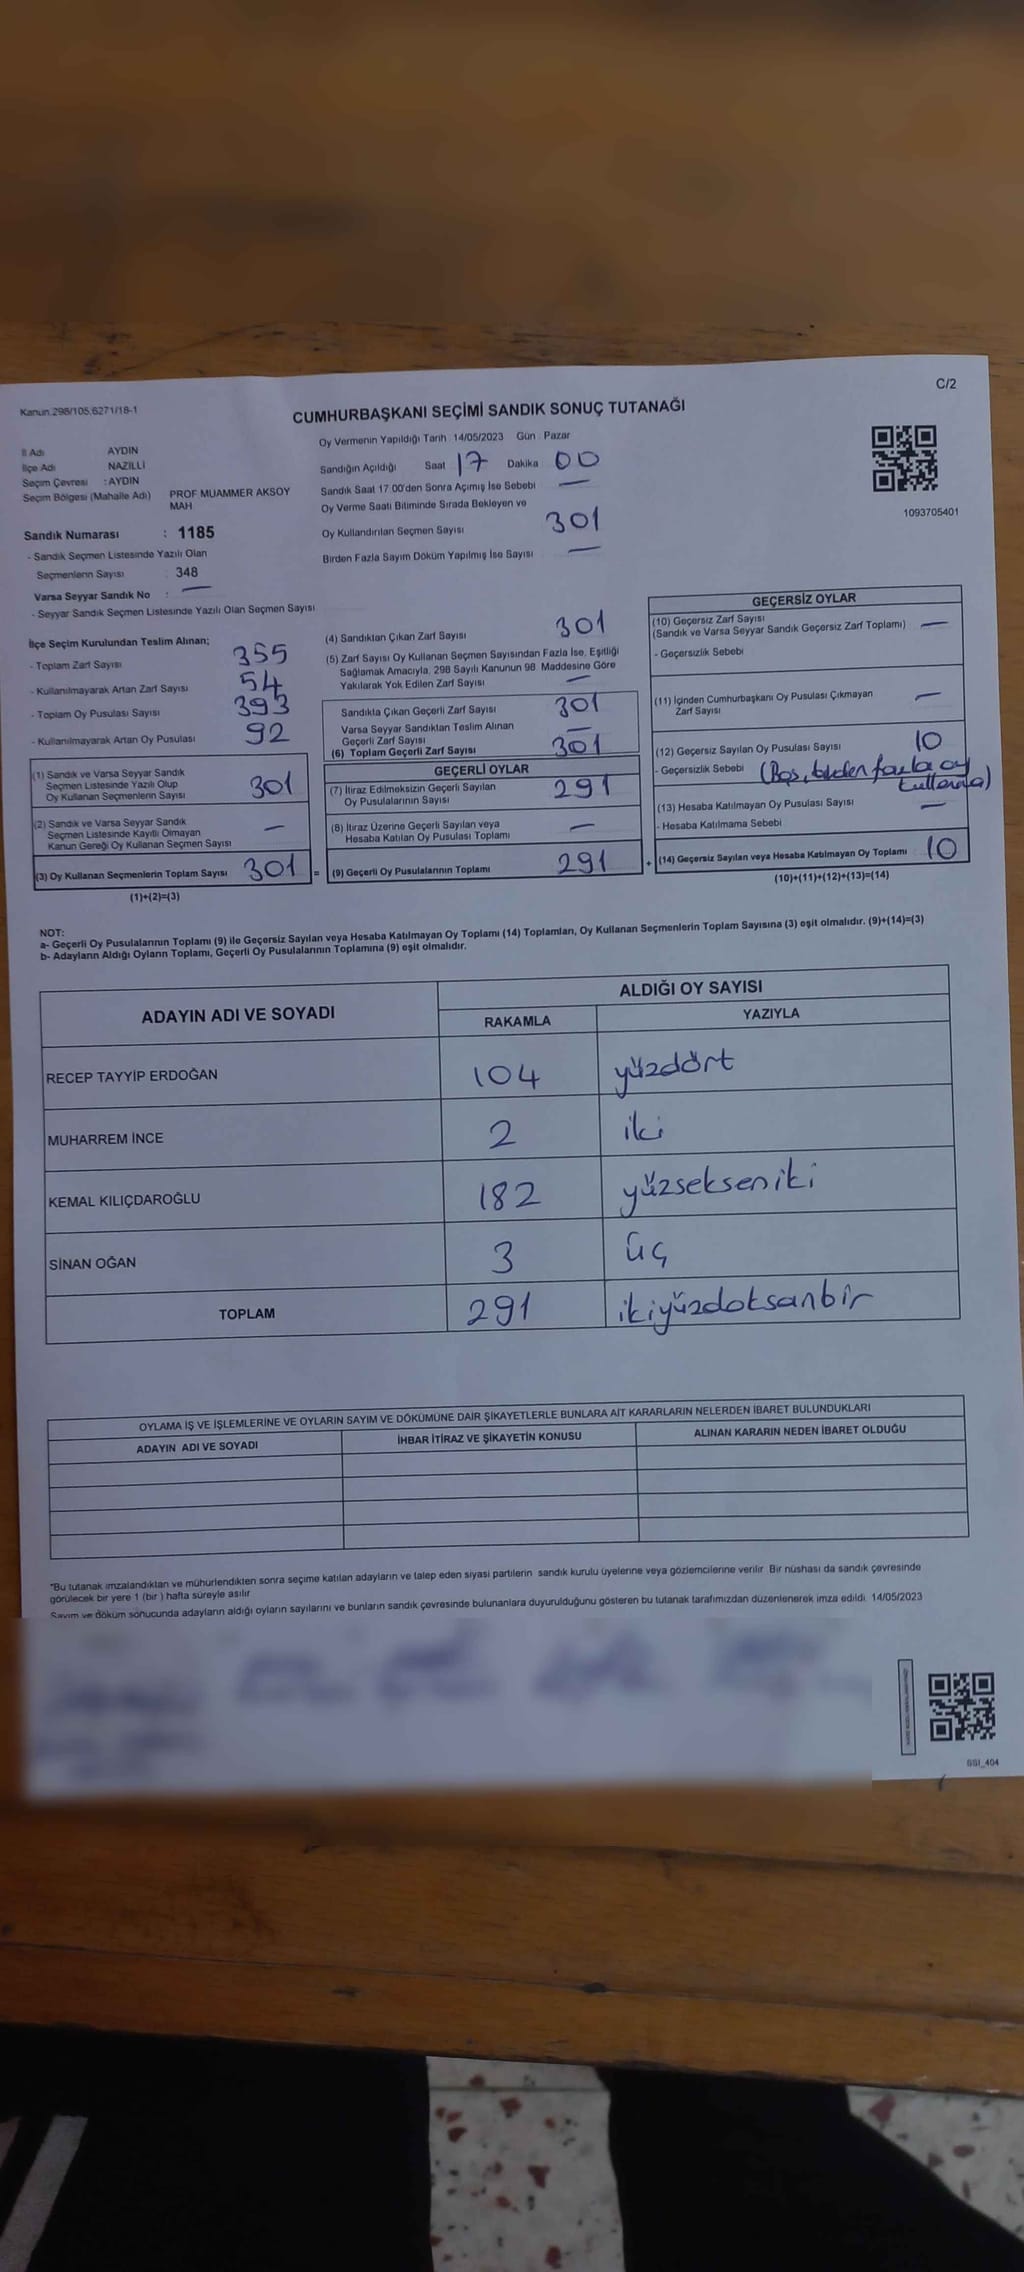 Kanun.298/105,6271/18-1
C/2
CUMHURBAŞKANI SEÇİMİ SANDIK SONUÇ TUTANAĞI
İl Adı AYDIN
İlçe Adı NAZİLLİ
Seçim Çevresi : AYDIN
Seçim Bölgesi (Mahalle Adı) PROF MUAMMER AKSOY
MAH
Sandık Numarası : 1185
- Sandık Seçmen Listesinde Yazılı Olan
Seçmenlerin Sayısı : 348
Varsa Seyyar Sandık No : —
- Seyyar Sandık Seçmen Listesinde Yazılı Olan Seçmen Sayısı
Oy Vermenin Yapıldığı Tarih 14/05/2023 Gün : Pazar
Sandığın Açıldığı Saat 17 Dakika 00
Sandık Saat 17.00'den Sonra Açımış İse Sebebi —
Oy Verme Saati Bitiminde Sırada Bekleyen ve
Oy Kullandırılan Seçmen Sayısı 301
Birden Fazla Sayım Döküm Yapılmış İse Sayısı —
1093705401
İlçe Seçim Kurulundan Teslim Alınan;
- Toplam Zarf Sayısı 355
- Kullanılmayarak Artan Zarf Sayısı 54
- Toplam Oy Pusulası Sayısı 393
- Kullanılmayarak Artan Oy Pusulası 92
(1) Sandık ve Varsa Seyyar Sandık
Seçmen Listesinde Yazılı Olup
Oy Kullanan Seçmenlerin Sayısı 301
(2) Sandık ve Varsa Seyyar Sandık
Seçmen Listesinde Kayıtlı Olmayan
Kanun Gereği Oy Kullanan Seçmen Sayısı —
(3) Oy Kullanan Seçmenlerin Toplam Sayısı 301 =
(1)+(2)=(3)
(4) Sandıktan Çıkan Zarf Sayısı 301
(5) Zarf Sayısı Oy Kullanan Seçmen Sayısından Fazla İse, Eşitliği
Sağlamak Amacıyla, 298 Sayılı Kanunun 98. Maddesine Göre
Yakılarak Yok Edilen Zarf Sayısı —
Sandıkta Çıkan Geçerli Zarf Sayısı 301
Varsa Seyyar Sandıktan Teslim Alınan
Geçerli Zarf Sayısı —
(6) Toplam Geçerli Zarf Sayısı 301
GEÇERLİ OYLAR
(7) İtiraz Edilmeksizin Geçerli Sayılan
Oy Pusulalarının Sayısı 291
(8) İtiraz Üzerine Geçerli Sayılan veya
Hesaba Katılan Oy Pusulası Toplamı —
(9) Geçerli Oy Pusulalarının Toplamı 291 +
GEÇERSİZ OYLAR
(10) Geçersiz Zarf Sayısı
(Sandık ve Varsa Seyyar Sandık Geçersiz Zarf Toplamı) —
- Geçersizlik Sebebi
(11) İçinden Cumhurbaşkanı Oy Pusulası Çıkmayan
Zarf Sayısı —
(12) Geçersiz Sayılan Oy Pusulası Sayısı 10
- Geçersizlik Sebebi (Boş, birden fazla oy
kullanma)
(13) Hesaba Katılmayan Oy Pusulası Sayısı —
- Hesaba Katılmama Sebebi
(14) Geçersiz Sayılan veya Hesaba Katılmayan Oy Toplamı 10
(10)+(11)+(12)+(13)=(14)
NOT:
a- Geçerli Oy Pusulalarının Toplamı (9) ile Geçersiz Sayılan veya Hesaba Katılmayan Oy Toplamı (14) Toplamları, Oy Kullanan Seçmenlerin Toplam Sayısına (3) eşit olmalıdır. (9)+(14)=(3)
b- Adayların Aldığı Oyların Toplamı, Geçerli Oy Pusulalarının Toplamına (9) eşit olmalıdır.
ADAYIN ADI VE SOYADI
ALDIĞI OY SAYISI
RAKAMLA YAZIYLA
RECEP TAYYİP ERDOĞAN 104 yüzdört
MUHARREM İNCE 2 iki
KEMAL KILIÇDAROĞLU 182 yüzsekseniki
SİNAN OĞAN 3 üç
TOPLAM 291 ikiyüzdoksanbir
OYLAMA İŞ VE İŞLEMLERİNE VE OYLARIN SAYIM VE DÖKÜMÜNE DAİR ŞİKAYETLERLE BUNLARA AİT KARARLARIN NELERDEN İBARET BULUNDUKLARI
ADAYIN ADI VE SOYADI İHBAR İTİRAZ VE ŞİKAYETİN KONUSU ALINAN KARARIN NEDEN İBARET OLDUĞU
*Bu tutanak imzalandıktan ve mühürlendikten sonra seçime katılan adayların ve talep eden siyasi partilerin sandık kurulu üyelerine veya gözlemcilerine verilir. Bir nüshası da sandık çevresinde
görülecek bir yere 1 (bir) hafta süreyle asılır.
Sayım ve döküm sonucunda adayların aldığı oyların sayılarını ve bunların sandık çevresinde bulunanlara duyurulduğunu gösteren bu tutanak tarafımızdan düzenlenerek imza edildi. 14/05/2023
SSI_404